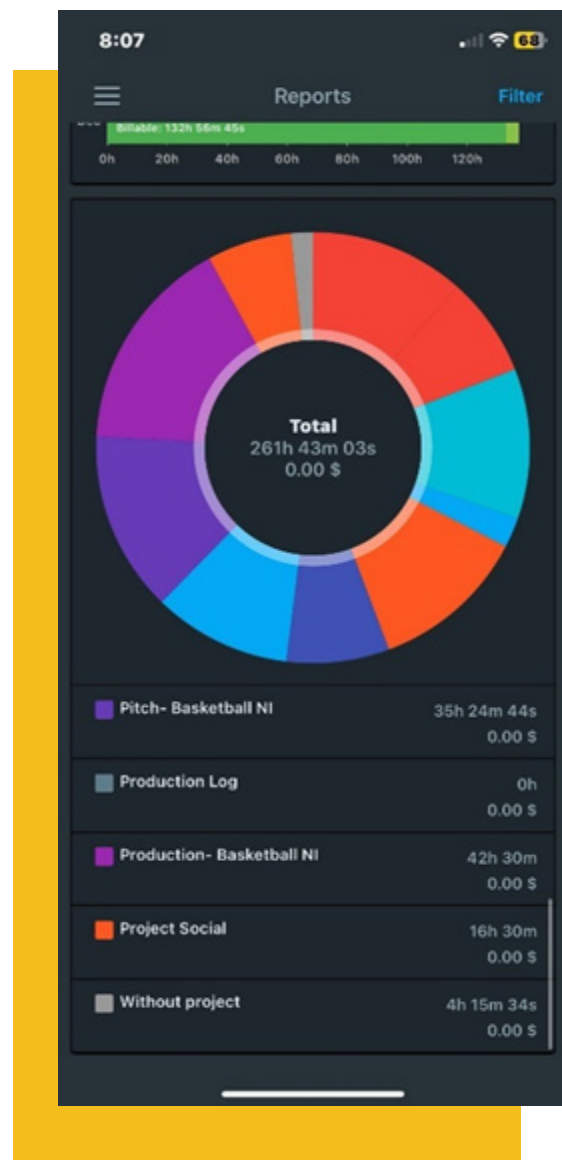 8:07
68
Reports
Filter
Billable: 132h 56m 45s
0h 20h 40h 60h 80h 100h 120h
Total
261h 43m 03s
0.00 $
Pitch- Basketball NI
35h 24m 44s
0.00 $
Production Log
0h
0.00 $
Production- Basketball NI
42h 30m
0.00 $
Project Social
16h 30m
0.00 $
Without project
4h 15m 34s
0.00 $